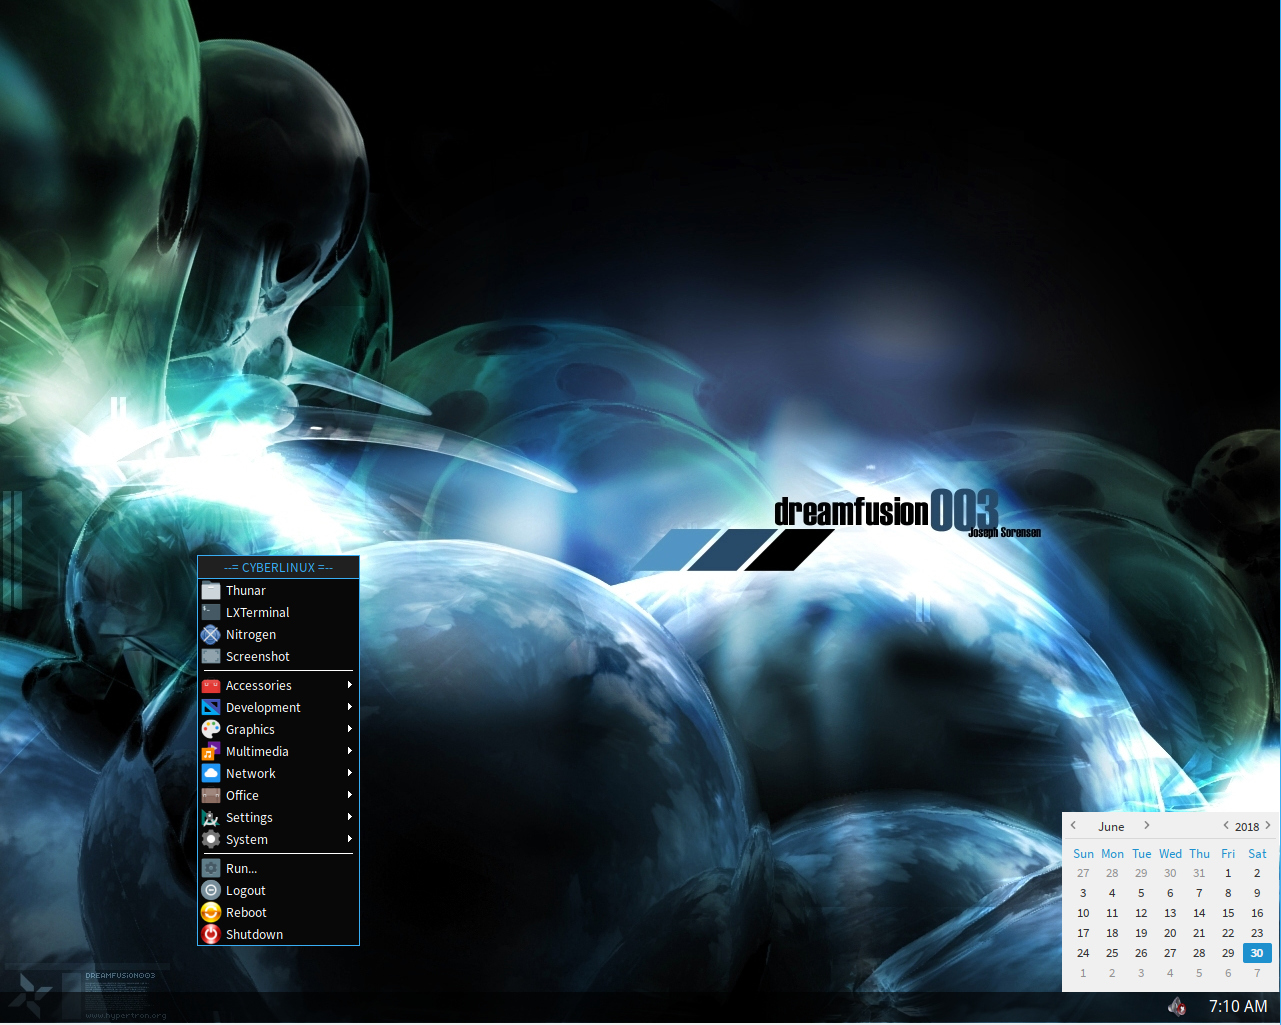 dreamfusion003
Joseph Sorensen
--= CYBERLINUX =--
Thunar
LXTerminal
Nitrogen
Screenshot
Accessories
Development
Graphics
Multimedia
Network
Office
Settings
System
Run...
Logout
Reboot
Shutdown
June 2018
Sun Mon Tue Wed Thu Fri Sat
27 28 29 30 31 1 2
3 4 5 6 7 8 9
10 11 12 13 14 15 16
17 18 19 20 21 22 23
24 25 26 27 28 29 30
1 2 3 4 5 6 7
DREAMFUSION003
www.hypertron.org
7:10 AM